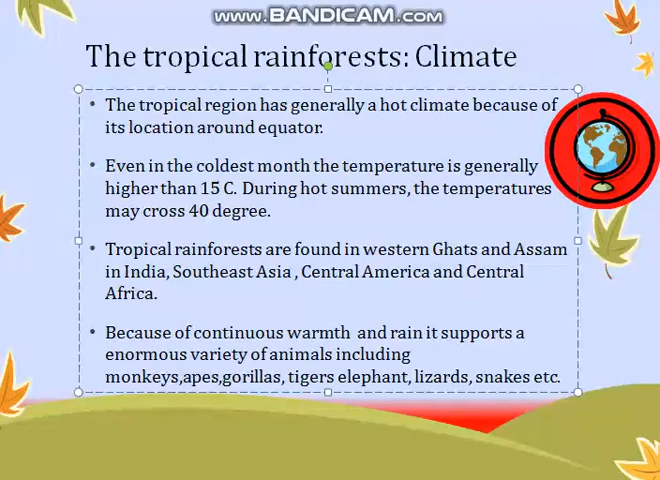 www.BANDICAM.com
The tropical rainforests: Climate
• The tropical region has generally a hot climate because of
its location around equator.
• Even in the coldest month the temperature is generally
higher than 15 C. During hot summers, the temperatures
may cross 40 degree.
• Tropical rainforests are found in western Ghats and Assam
in India, Southeast Asia , Central America and Central
Africa.
• Because of continuous warmth and rain it supports a
enormous variety of animals including
monkeys,apes,gorillas, tigers elephant, lizards, snakes etc.